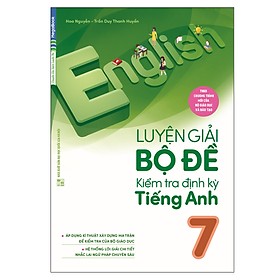 Hoa Nguyên - Trần Duy Thanh Huyền
MegaBook
English
THEO CHƯƠNG TRÌNH
MỚI CỦA BỘ GIÁO DỤC
VÀ ĐÀO TẠO
LUYỆN GIẢI
BỘ ĐỀ
Kiểm tra định kỳ
Tiếng Anh
7
ÁP DỤNG KĨ THUẬT XÂY DỰNG MA TRẬN
ĐỀ KIỂM TRA CỦA BỘ GIÁO DỤC
HỆ THỐNG LỜI GIẢI CHI TIẾT
NHẮC LẠI NGỮ PHÁP CHUYÊN SÂU